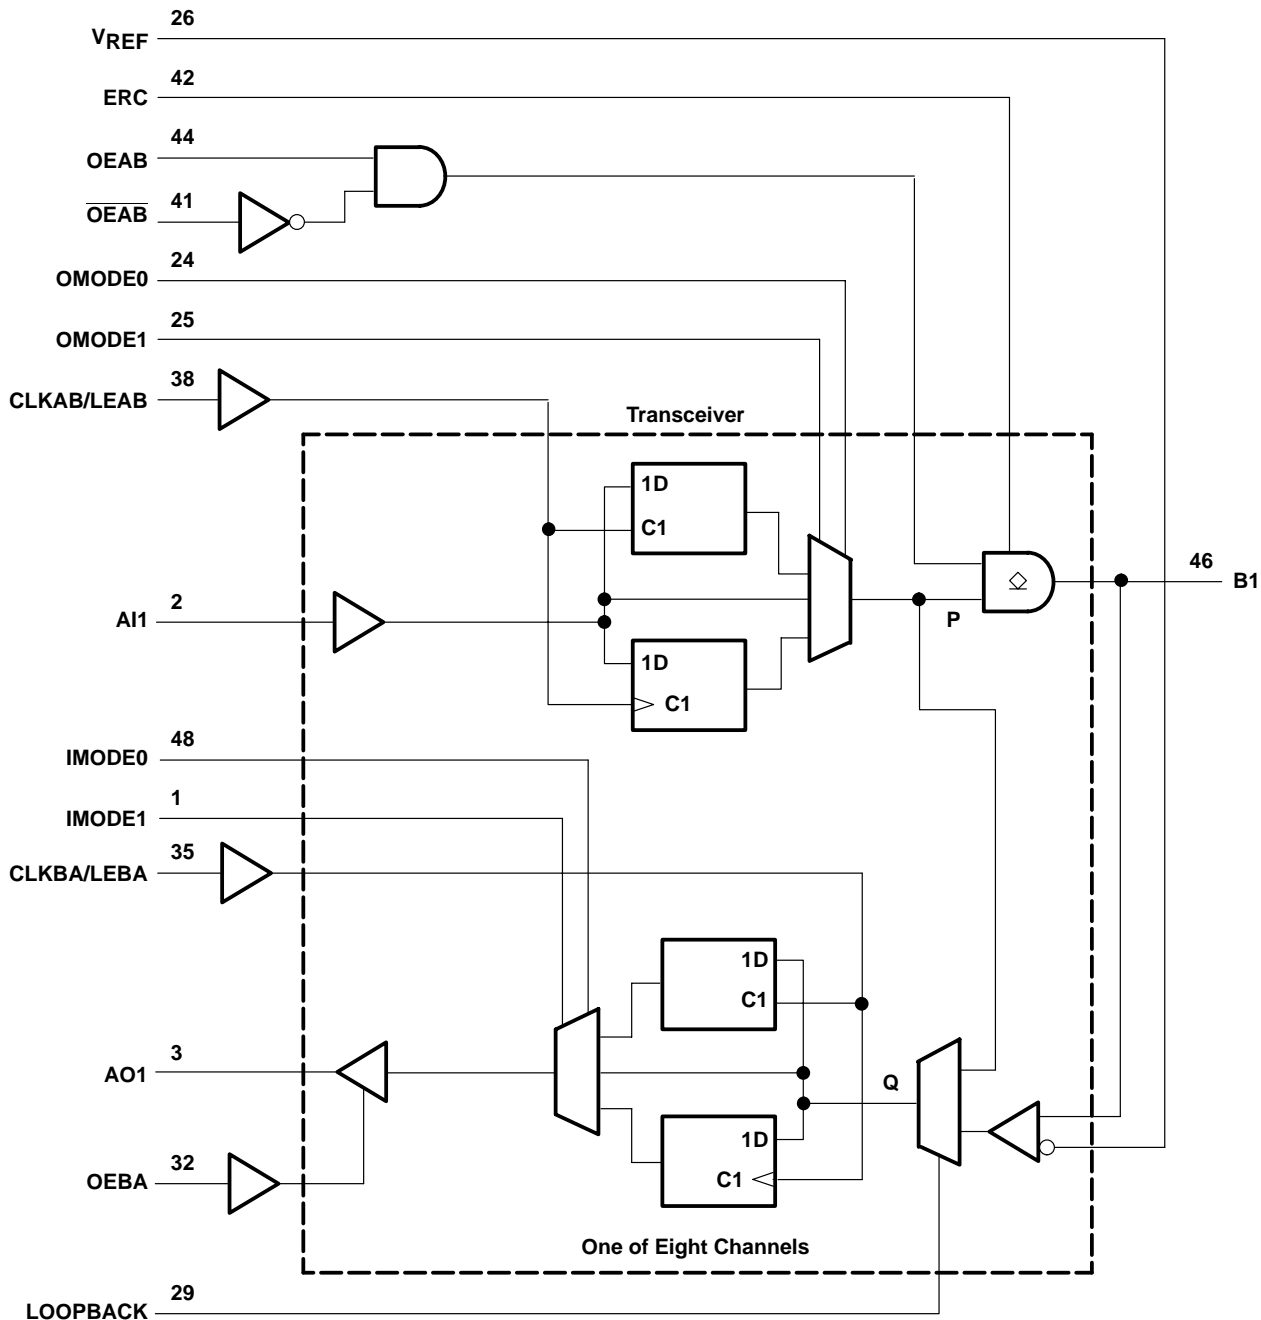 26
VREF
42
ERC
44
OEAB
41
OEAB
24
OMODE0
25
OMODE1
38
CLKAB/LEAB
Transceiver
1D
C1
46
B1
2
AI1
P
1D
C1
48
IMODE0
1
IMODE1
35
CLKBA/LEBA
1D
C1
3
AO1
Q
1D
C1
32
OEBA
One of Eight Channels
29
LOOPBACK